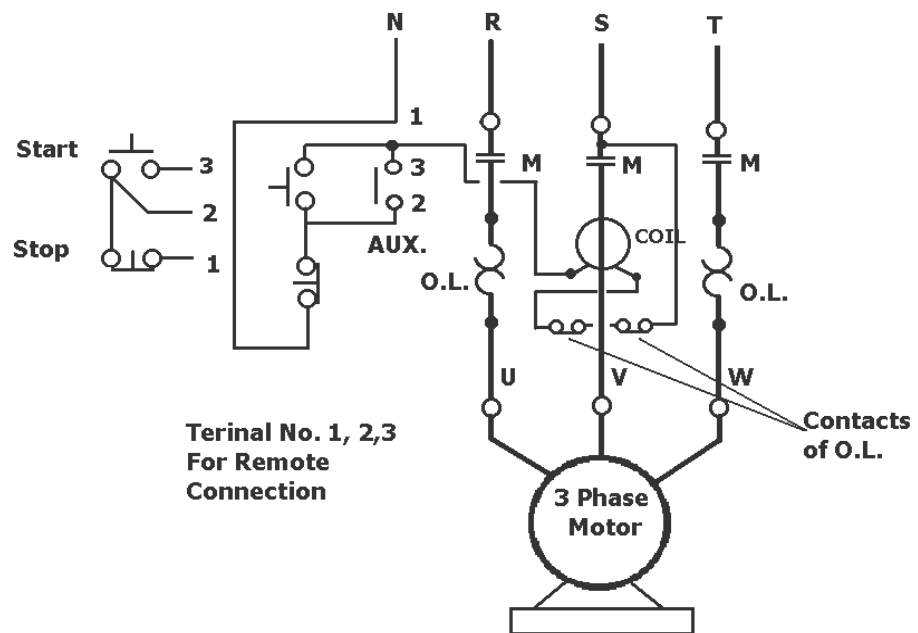 N R S T
1
Start
3
M M M
3
2
2
COIL
Stop
1
AUX.
O.L.
O.L.
U V W
Terinal No. 1, 2,3
For Remote
Connection
Contacts
of O.L.
3 Phase
Motor